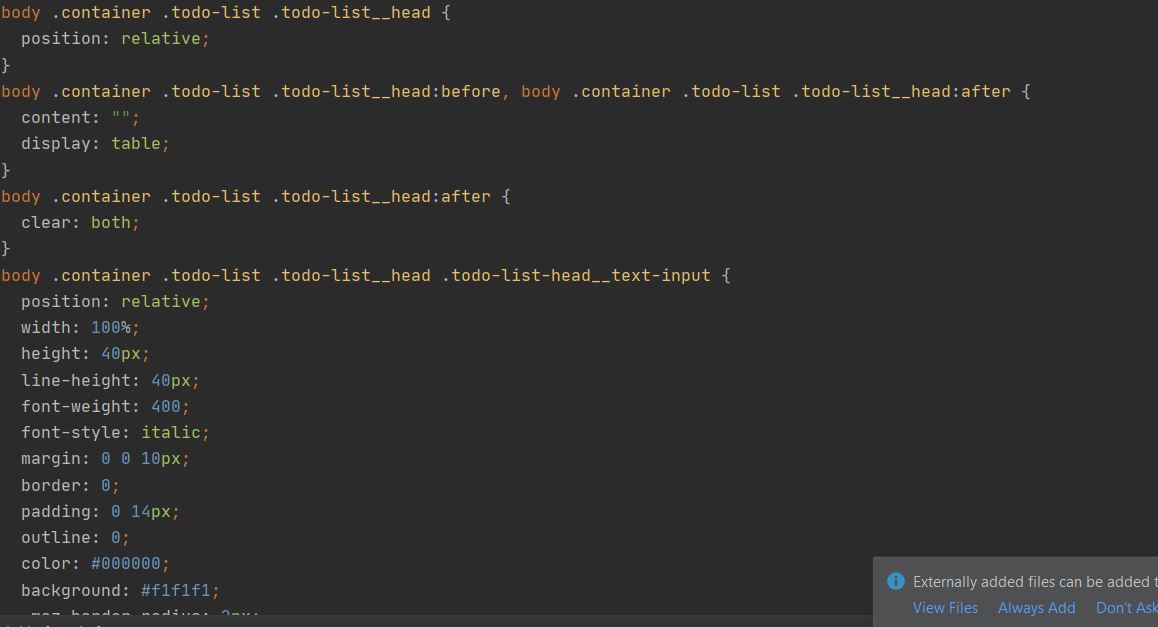 body .container .todo-list .todo-list__head {
  position: relative;
}
body .container .todo-list .todo-list__head:before, body .container .todo-list .todo-list__head:after {
  content: "";
  display: table;
}
body .container .todo-list .todo-list__head:after {
  clear: both;
}
body .container .todo-list .todo-list__head .todo-list-head__text-input {
  position: relative;
  width: 100%;
  height: 40px;
  line-height: 40px;
  font-weight: 400;
  font-style: italic;
  margin: 0 0 10px;
  border: 0;
  padding: 0 14px;
  outline: 0;
  color: #000000;
  background: #f1f1f1;
Externally added files can be added
View Files Always Add Don't Ask